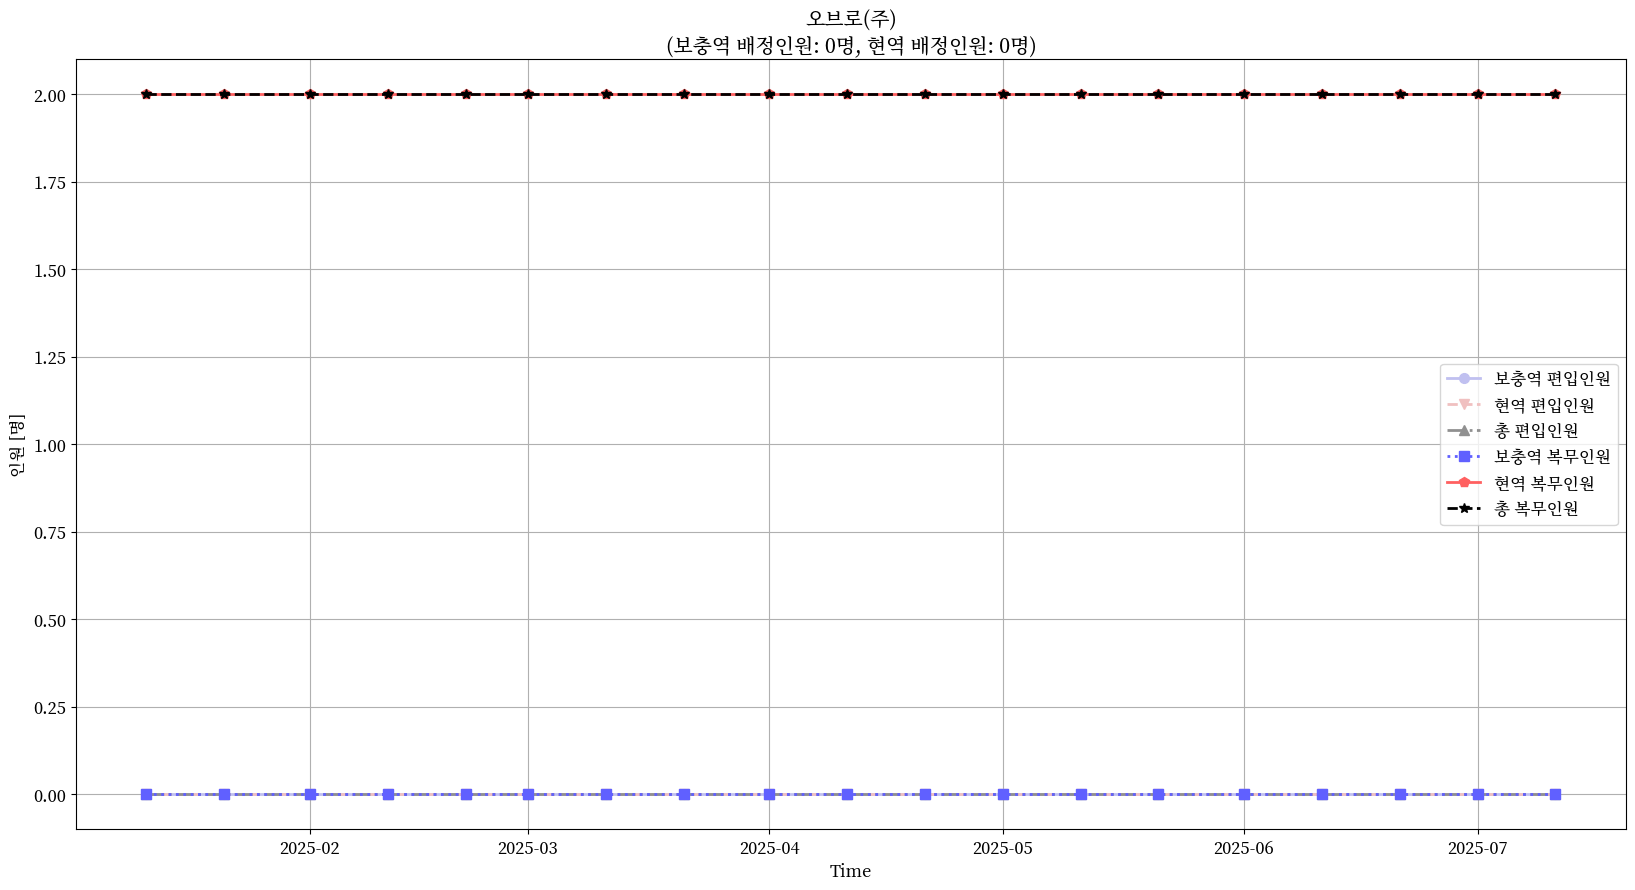 오브로(주)
(보충역 배정인원: 0명, 현역 배정인원: 0명)
인원 [명]
2.00
1.75
1.50
1.25
1.00
0.75
0.50
0.25
0.00
보충역 편입인원
현역 편입인원
총 편입인원
보충역 복무인원
현역 복무인원
총 복무인원
2025-02
2025-03
2025-04
2025-05
2025-06
2025-07
Time